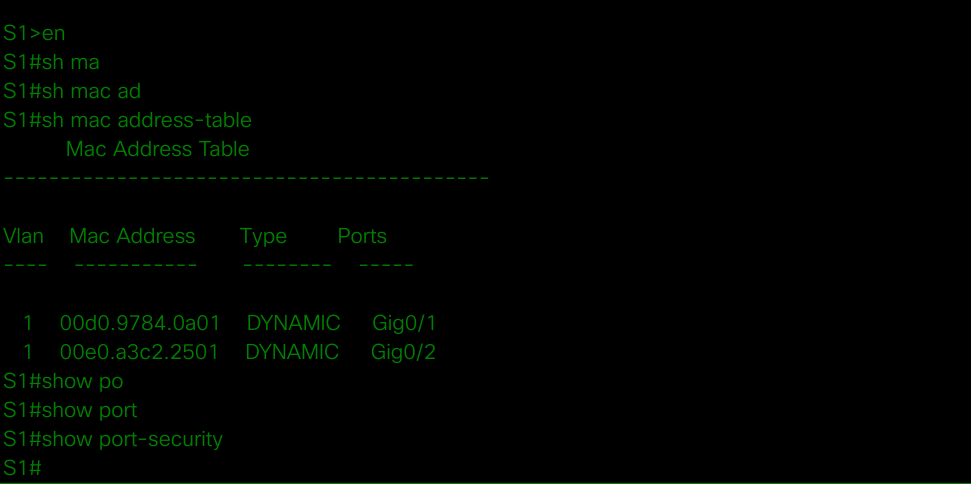 S1>en
S1#sh ma
S1#sh mac ad
S1#sh mac address-table
Mac Address Table
-------------------------------------------
Vlan Mac Address Type Ports
---- ----------- -------- -----
1 00d0.9784.0a01 DYNAMIC Gig0/1
1 00e0.a3c2.2501 DYNAMIC Gig0/2
S1#show po
S1#show port
S1#show port-security
S1#